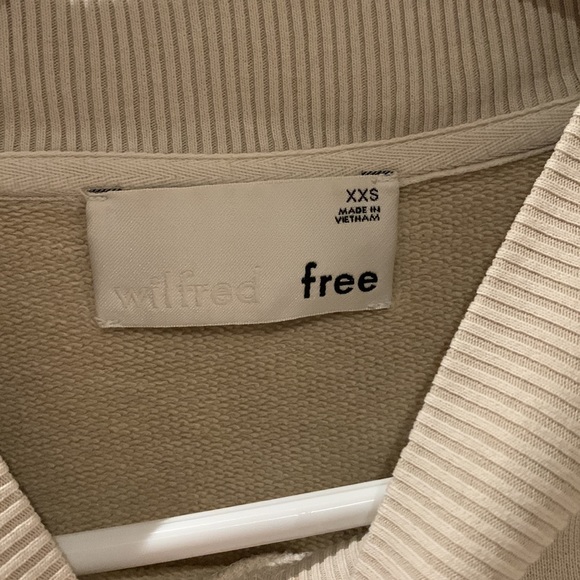 XXS
MADE IN
VIETNAM
wilfred free